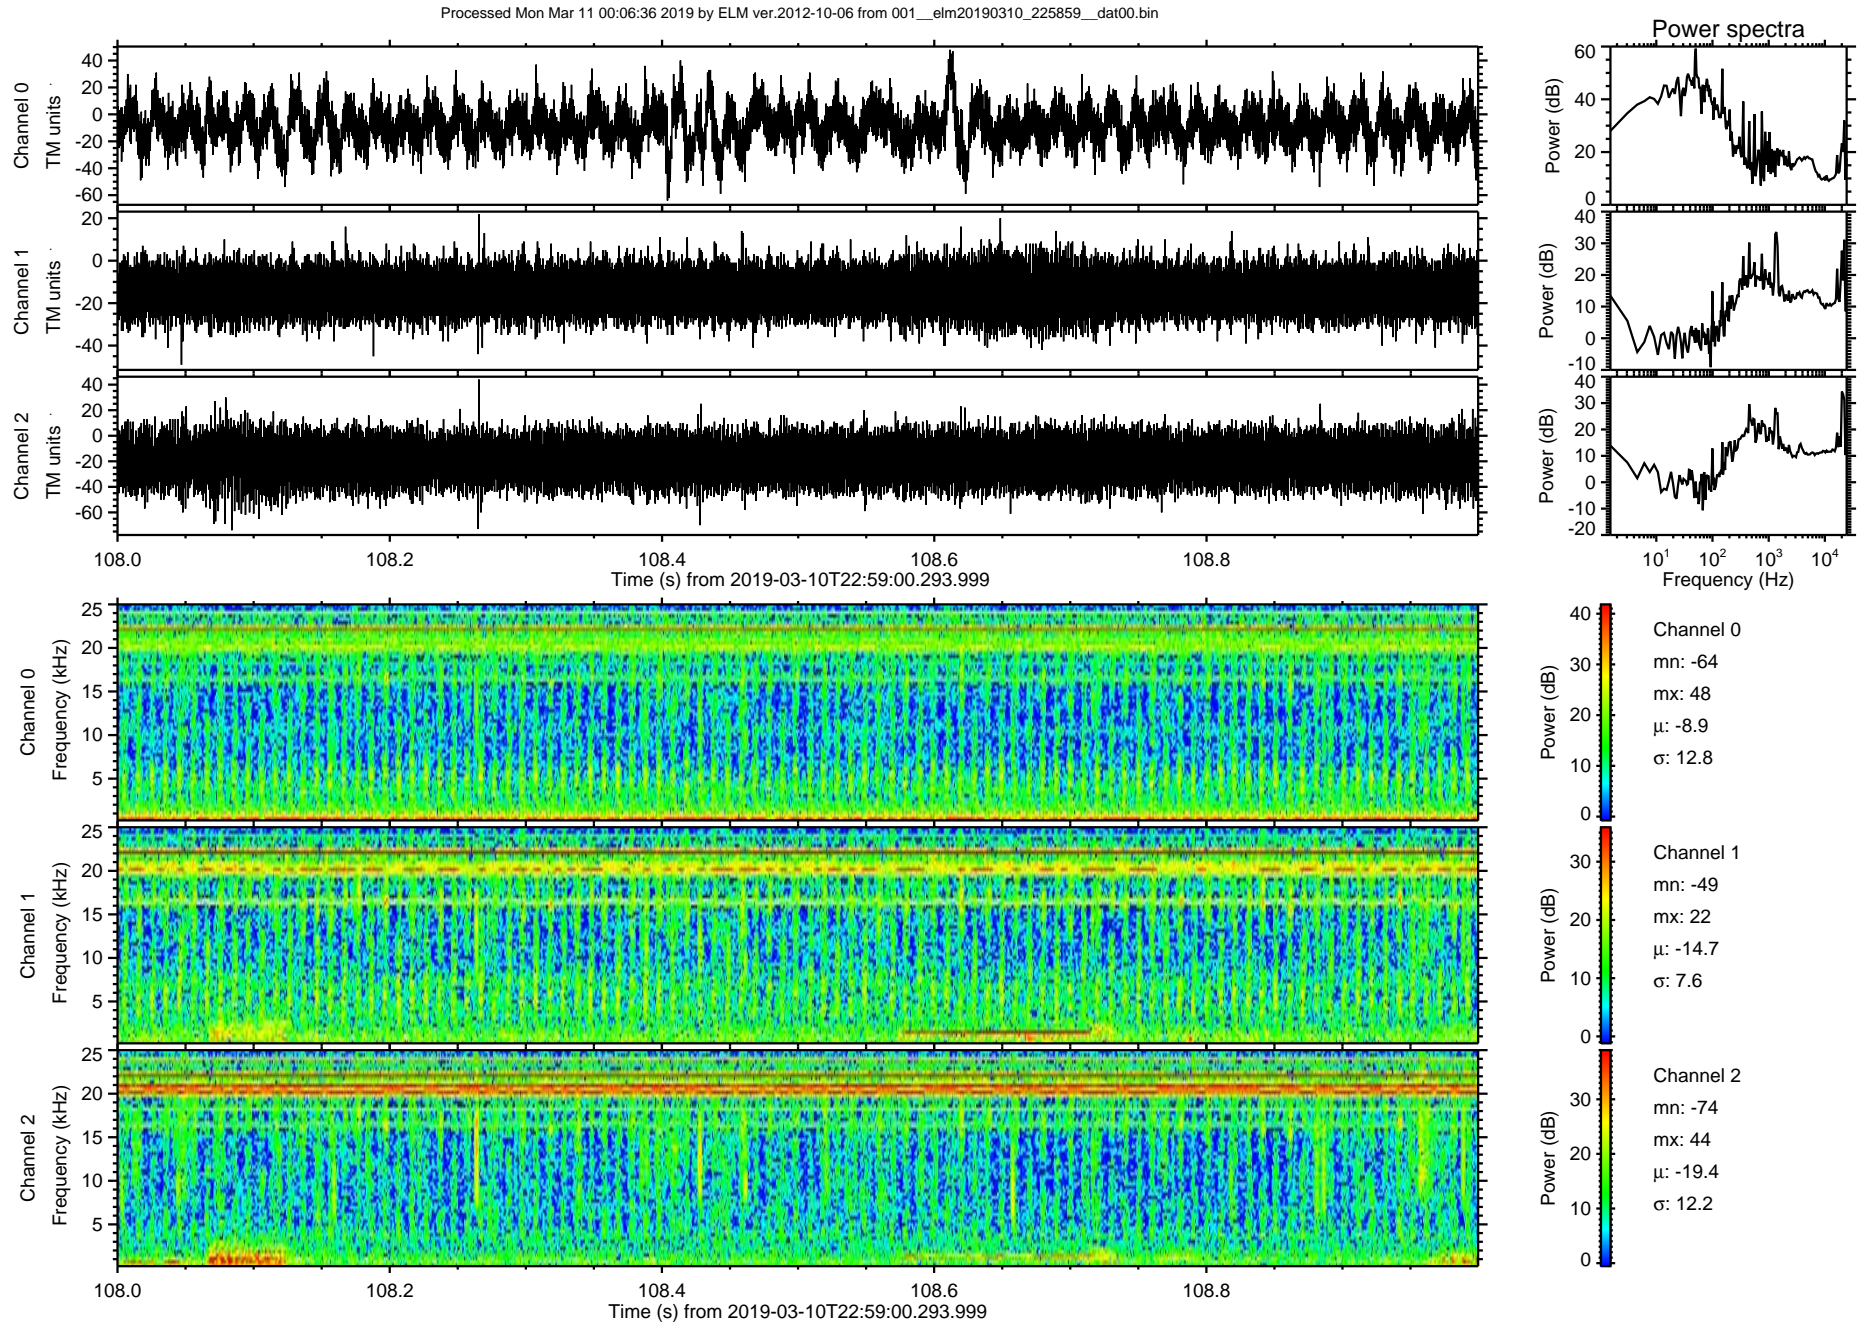 Processed Mon Mar 11 00:06:36 2019 by ELM ver.2012-10-06 from 001__elm20190310_225859__dat00.bin
Power spectra
Channel 0
TM units
40
20
0
-20
-40
-60
Power (dB)
60
40
20
0
Channel 1
TM units
20
0
-20
-40
Power (dB)
40
30
20
10
0
-10
Channel 2
TM units
40
20
0
-20
-40
-60
Power (dB)
40
30
20
10
0
-10
-20
108.0 108.2 108.4 108.6 108.8
Time (s) from 2019-03-10T22:59:00.293.999
10¹ 10² 10³ 10⁴
Frequency (Hz)
Channel 0
Frequency (kHz)
25
20
15
10
5
Power (dB)
40
30
20
10
0
Channel 0
mn: -64
mx: 48
μ: -8.9
σ: 12.8
Channel 1
Frequency (kHz)
25
20
15
10
5
Power (dB)
30
20
10
0
Channel 1
mn: -49
mx: 22
μ: -14.7
σ: 7.6
Channel 2
Frequency (kHz)
25
20
15
10
5
Power (dB)
30
20
10
0
Channel 2
mn: -74
mx: 44
μ: -19.4
σ: 12.2
108.0 108.2 108.4 108.6 108.8
Time (s) from 2019-03-10T22:59:00.293.999